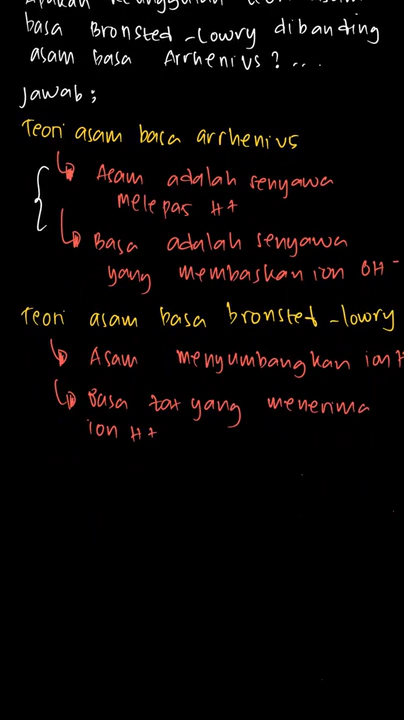 basa Bronsted-Lowry dibanding
asam basa Arrhenius?...
Jawab;
Teori asam basa arrhenius
Asam adalah senyawa
melepas H+
Basa adalah senyawa
yang membaskan ion OH-
Teori asam basa bronsted-lowry
Asam menyumbangkan ion H
Basa zat yang menerima
ion H+